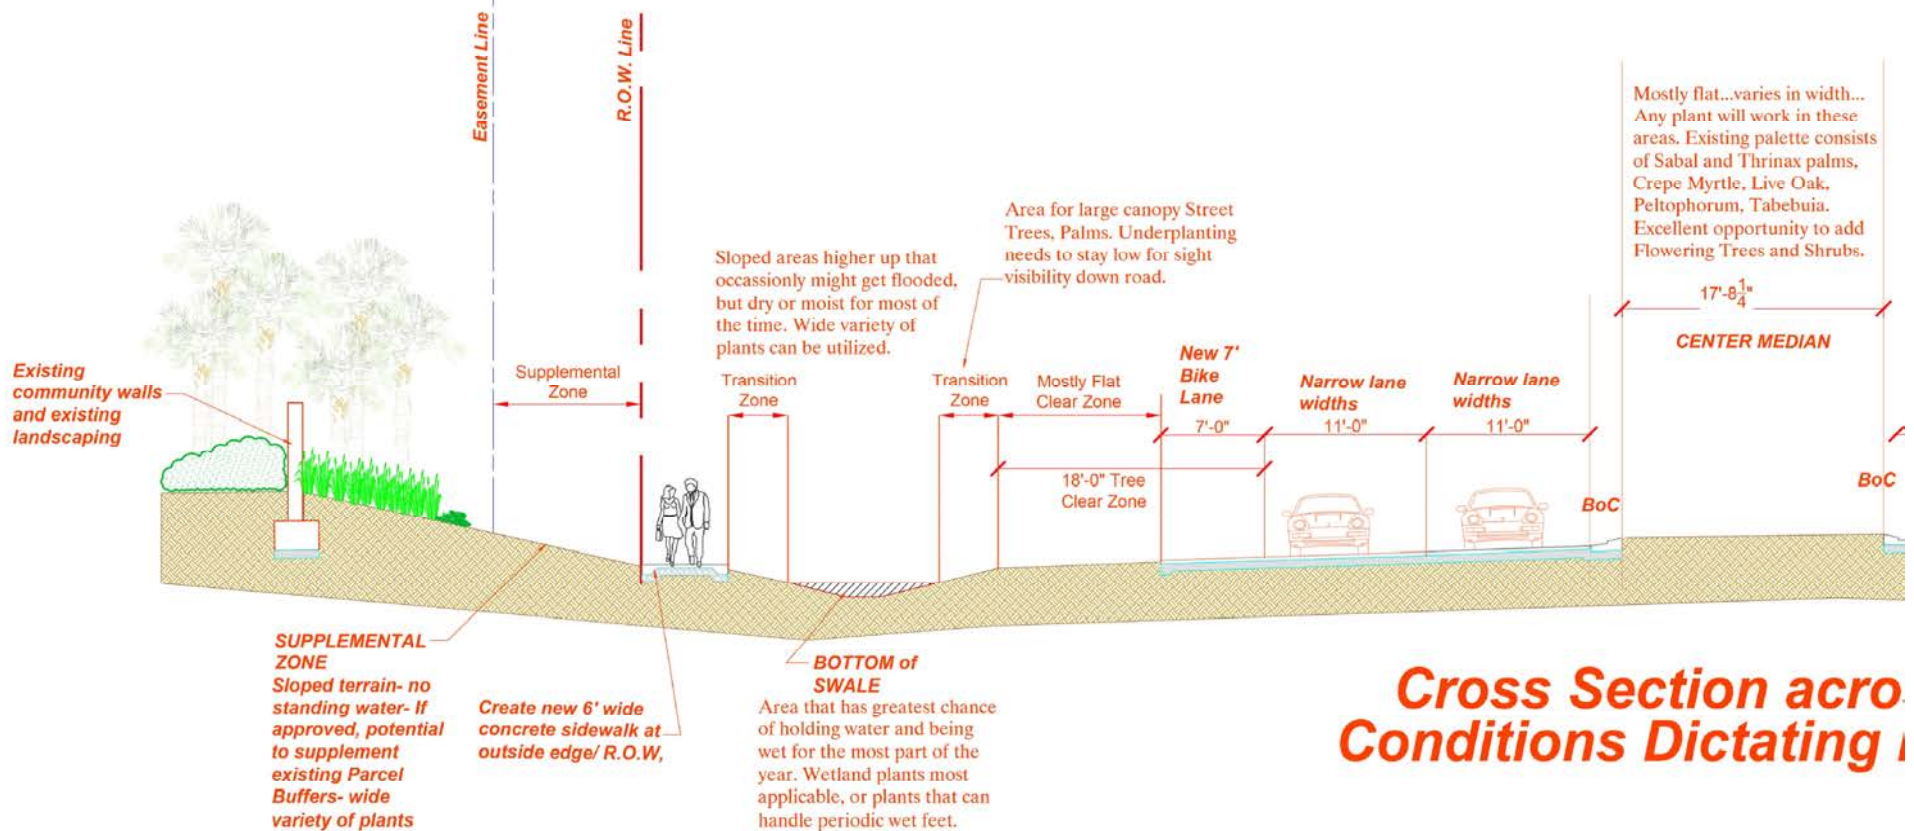 Easement Line
R.O.W. Line
Mostly flat...varies in width...
Any plant will work in these
areas. Existing palette consists
of Sabal and Thrinax palms,
Crepe Myrtle, Live Oak,
Peltophorum, Tabebuia.
Excellent opportunity to add
Flowering Trees and Shrubs.
17'-8 1/4"
CENTER MEDIAN
Area for large canopy Street
Trees, Palms. Underplanting
needs to stay low for sight
visibility down road.
Sloped areas higher up that
occassionly might get flooded,
but dry or moist for most of
the time. Wide variety of
plants can be utilized.
Existing
community walls
and existing
landscaping
Supplemental
Zone
Transition
Zone
Transition
Zone
Mostly Flat
Clear Zone
New 7'
Bike
Lane
7'-0"
Narrow lane
widths
11'-0"
Narrow lane
widths
11'-0"
18'-0" Tree
Clear Zone
BoC
BoC
SUPPLEMENTAL
ZONE
Sloped terrain- no
standing water- If
approved, potential
to supplement
existing Parcel
Buffers- wide
variety of plants
Create new 6' wide
concrete sidewalk at
outside edge/ R.O.W,
BOTTOM of
SWALE
Area that has greatest chance
of holding water and being
wet for the most part of the
year. Wetland plants most
applicable, or plants that can
handle periodic wet feet.
Cross Section acro
Conditions Dictating